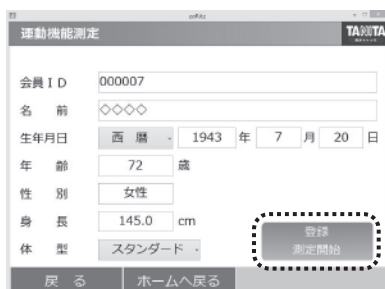 運動機能測定
TANITA
会員ID 000007
名 前 ◇◇◇◇
生年月日 西 暦 1943 年 7 月 20 日
年 齢 72 歳
性 別 女性
身 長 145.0 cm
体 型 スタンダード
登録
測定開始
戻 る ホームへ戻る